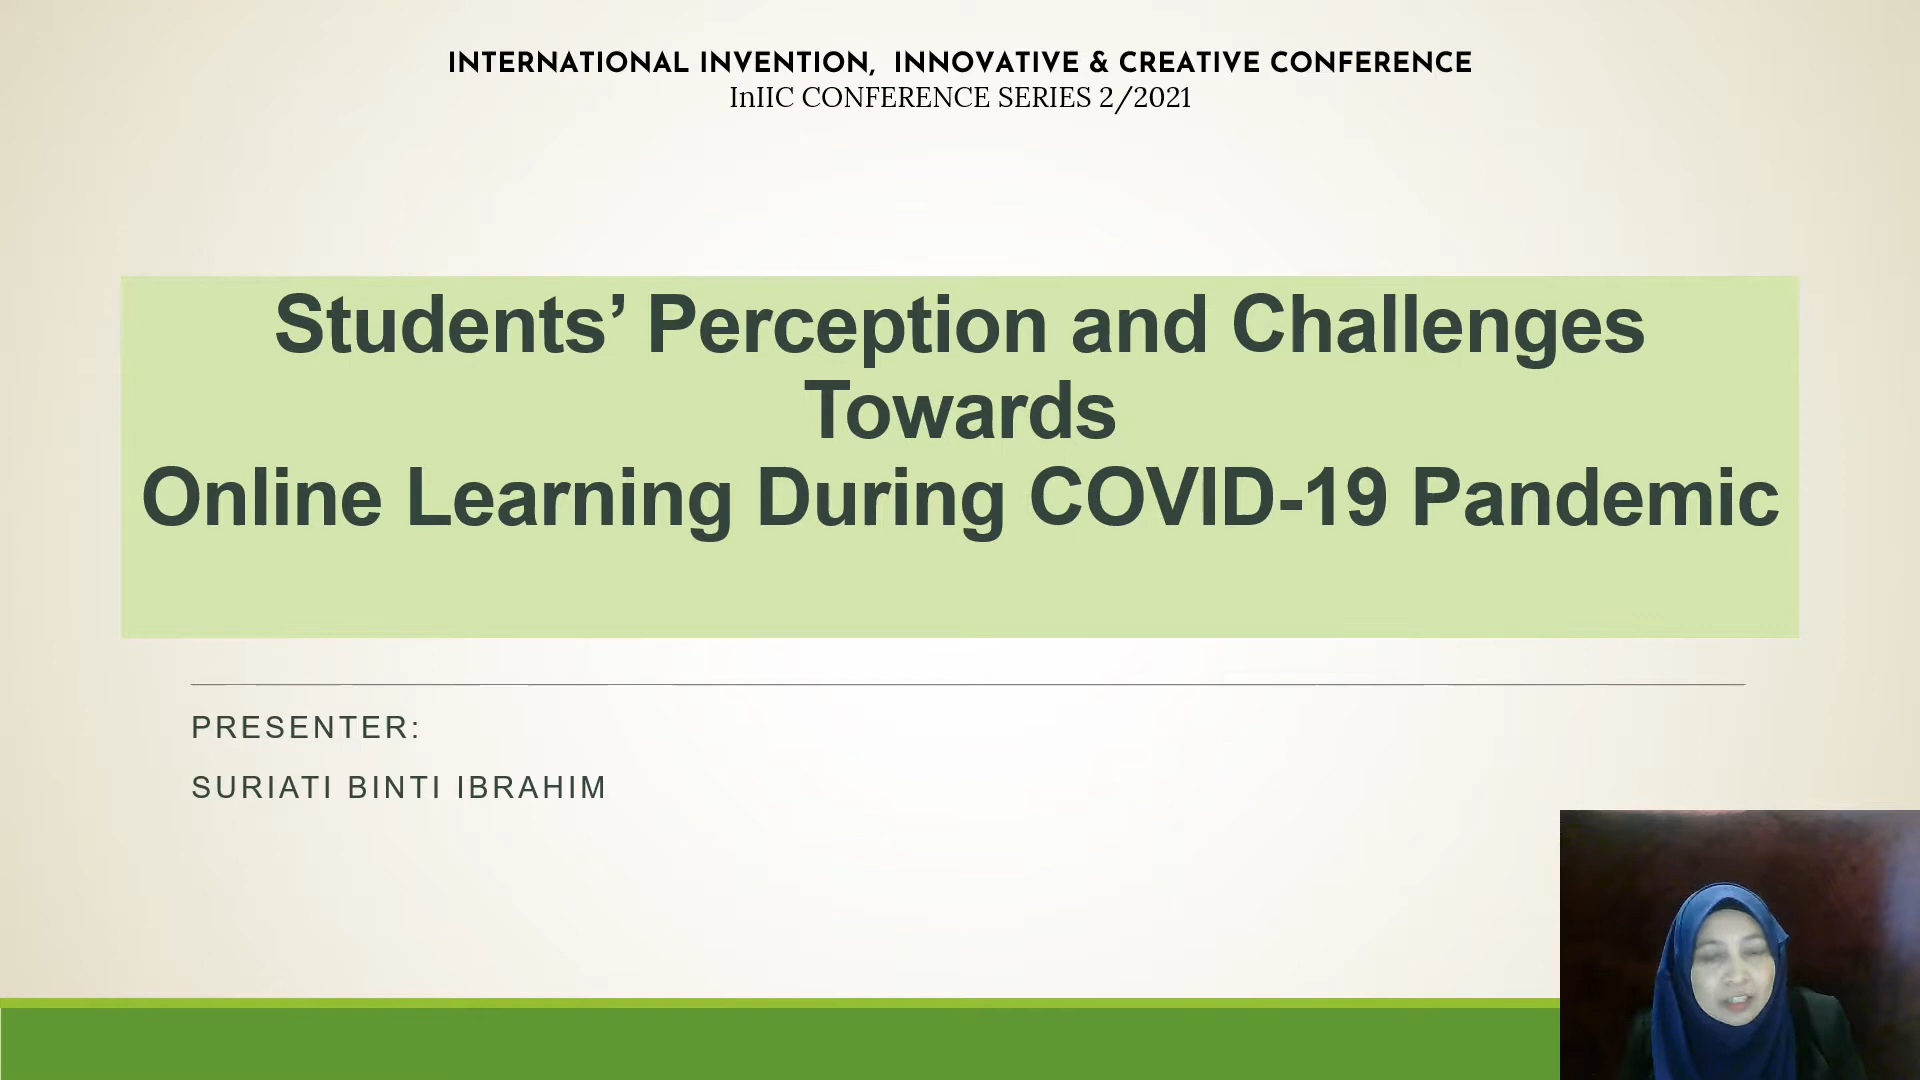 INTERNATIONAL INVENTION, INNOVATIVE & CREATIVE CONFERENCE
InIIC CONFERENCE SERIES 2/2021
Students’ Perception and Challenges
Towards
Online Learning During COVID-19 Pandemic
PRESENTER:
SURIATI BINTI IBRAHIM